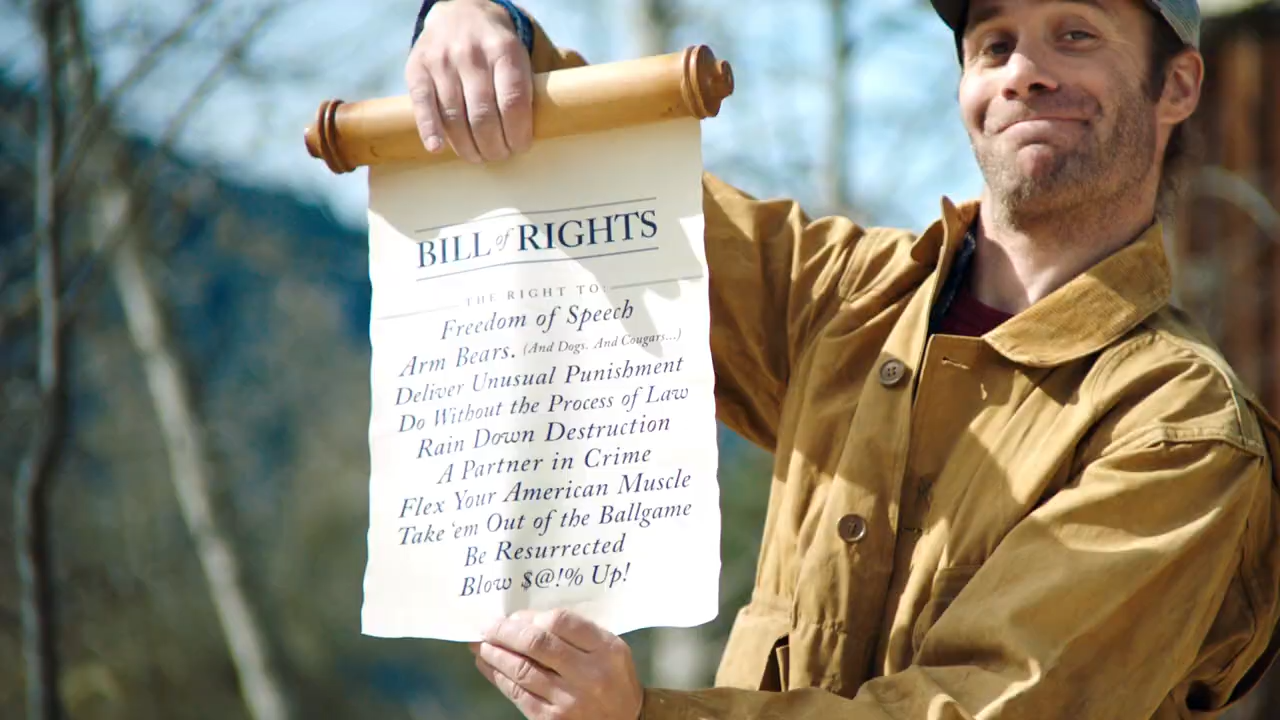 BILL of RIGHTS
THE RIGHT TO:
Freedom of Speech
Arm Bears. (And Dogs. And Cougars...)
Deliver Unusual Punishment
Do Without the Process of Law
Rain Down Destruction
A Partner in Crime
Flex Your American Muscle
Take 'em Out of the Ballgame
Be Resurrected
Blow $@!% Up!